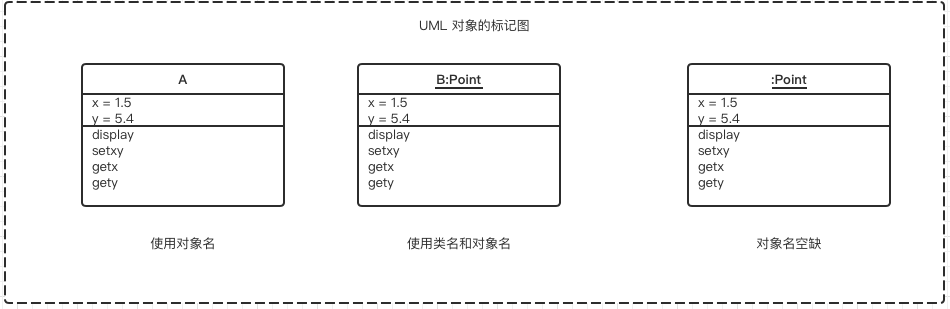 UML 对象的标记图
A
x = 1.5
y = 5.4
display
setxy
getx
gety
使用对象名
B:Point
x = 1.5
y = 5.4
display
setxy
getx
gety
使用类名和对象名
:Point
x = 1.5
y = 5.4
display
setxy
getx
gety
对象名空缺